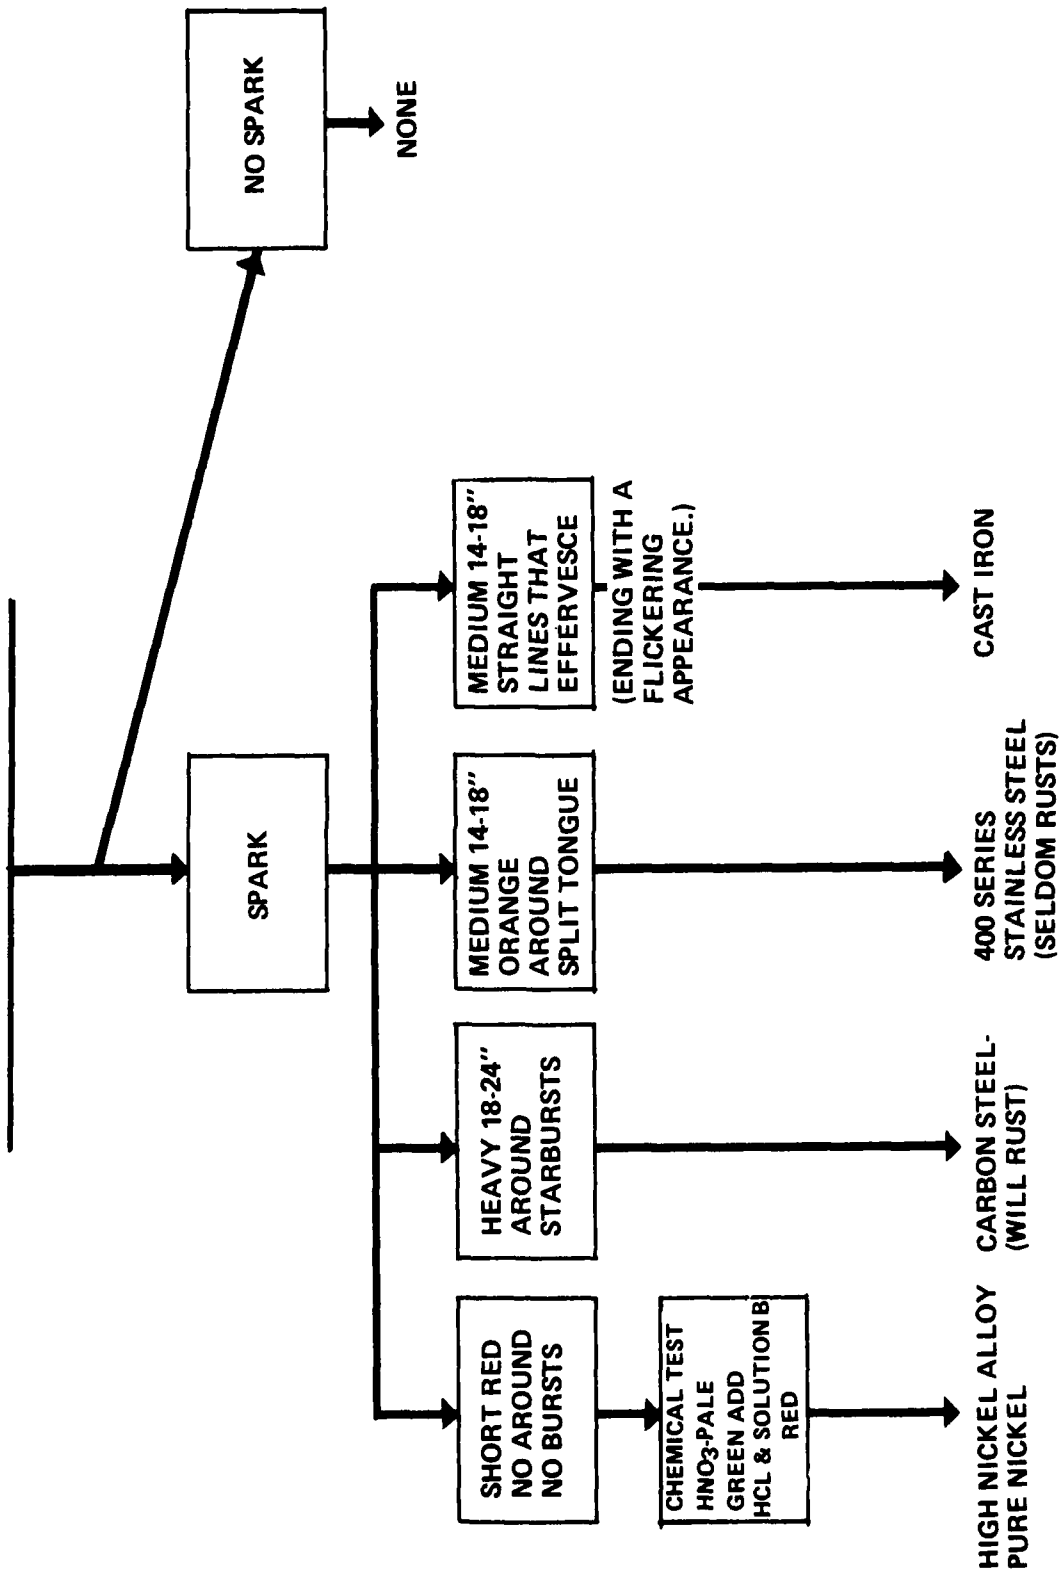 SPARK
NO SPARK
NONE
SHORT RED
NO AROUND
NO BURSTS
HEAVY 18-24"
AROUND
STARBURSTS
MEDIUM 14-18"
ORANGE
AROUND
SPLIT TONGUE
MEDIUM 14-18"
STRAIGHT
LINES THAT
EFFERVESCE
(ENDING WITH A
FLICKERING
APPEARANCE.)
CHEMICAL TEST
HNO3-PALE
GREEN ADD
HCL & SOLUTION B
RED
HIGH NICKEL ALLOY
PURE NICKEL
CARBON STEEL-
(WILL RUST)
400 SERIES
STAINLESS STEEL
(SELDOM RUSTS)
CAST IRON